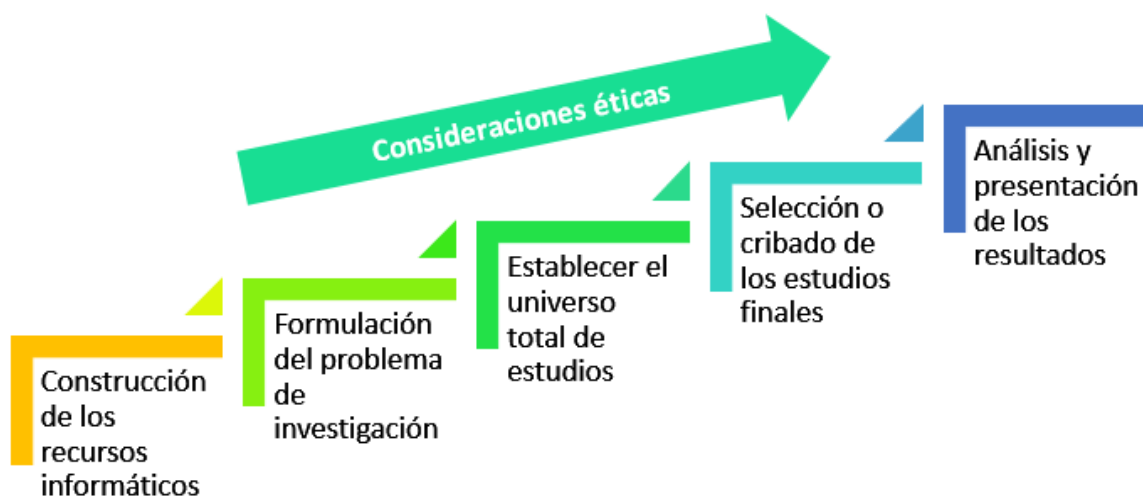 Consideraciones éticas
Construcción
de los
recursos
informáticos
Formulación
del problema
de
investigación
Establecer el
universo
total de
estudios
Selección o
cribado de
los estudios
finales
Análisis y
presentación
de los
resultados